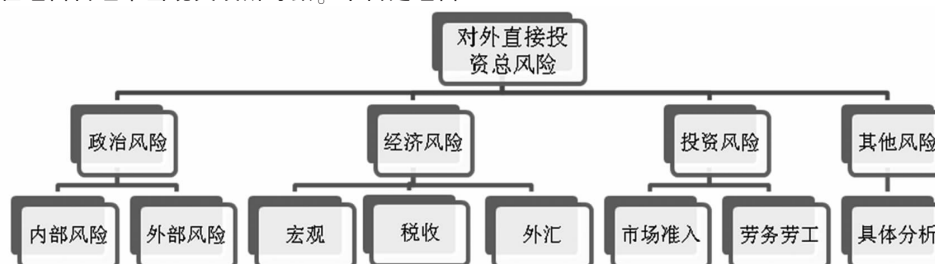 对外直接投
资总风险
政治风险
经济风险
投资风险
其他风险
内部风险
外部风险
宏观
税收
外汇
市场准入
劳务劳工
具体分析